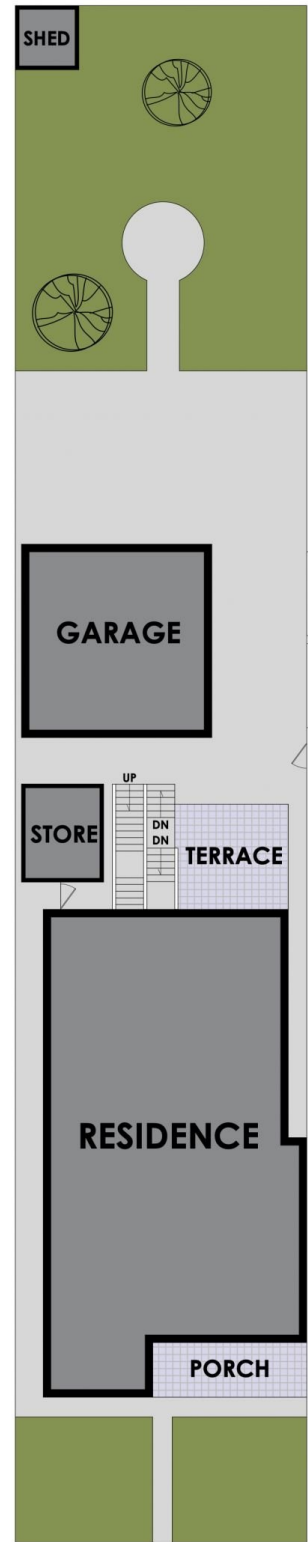 SHED
GARAGE
UP
DN
DN
STORE
TERRACE
RESIDENCE
PORCH